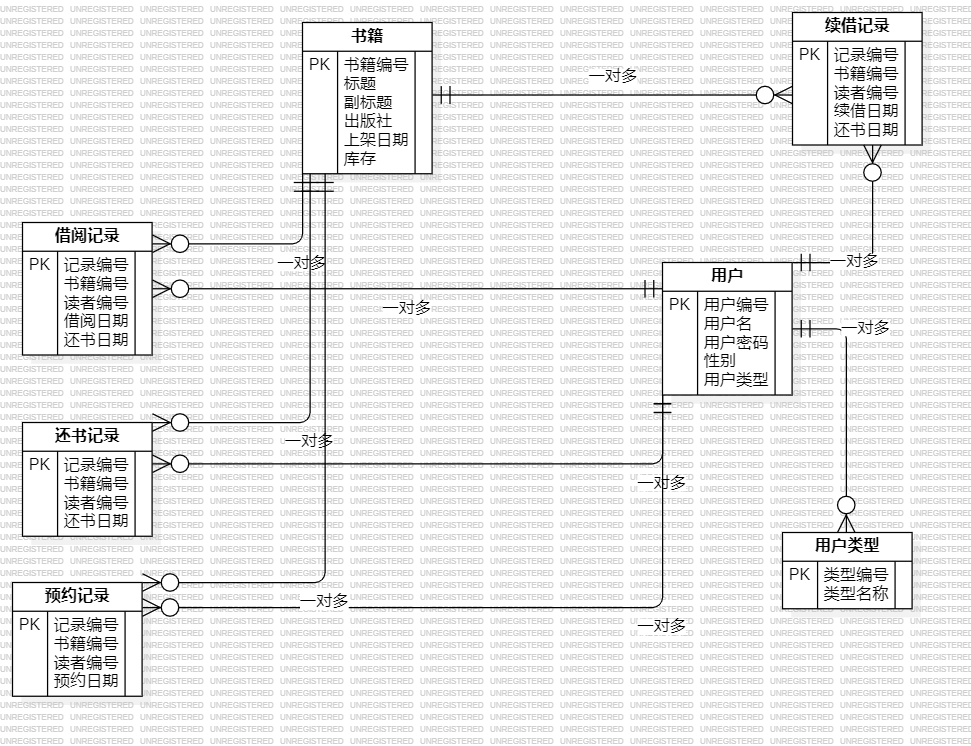 书籍
PK 书籍编号
标题
副标题
出版社
上架日期
库存
续借记录
PK 记录编号
书籍编号
读者编号
续借日期
还书日期
一对多
借阅记录
PK 记录编号
书籍编号
读者编号
借阅日期
还书日期
一对多
一对多
用户
PK 用户编号
用户名
用户密码
性别
用户类型
一对多
一对多
还书记录
PK 记录编号
书籍编号
读者编号
还书日期
一对多
一对多
用户类型
PK 类型编号
类型名称
预约记录
PK 记录编号
书籍编号
读者编号
预约日期
一对多
一对多
UNREGISTERED